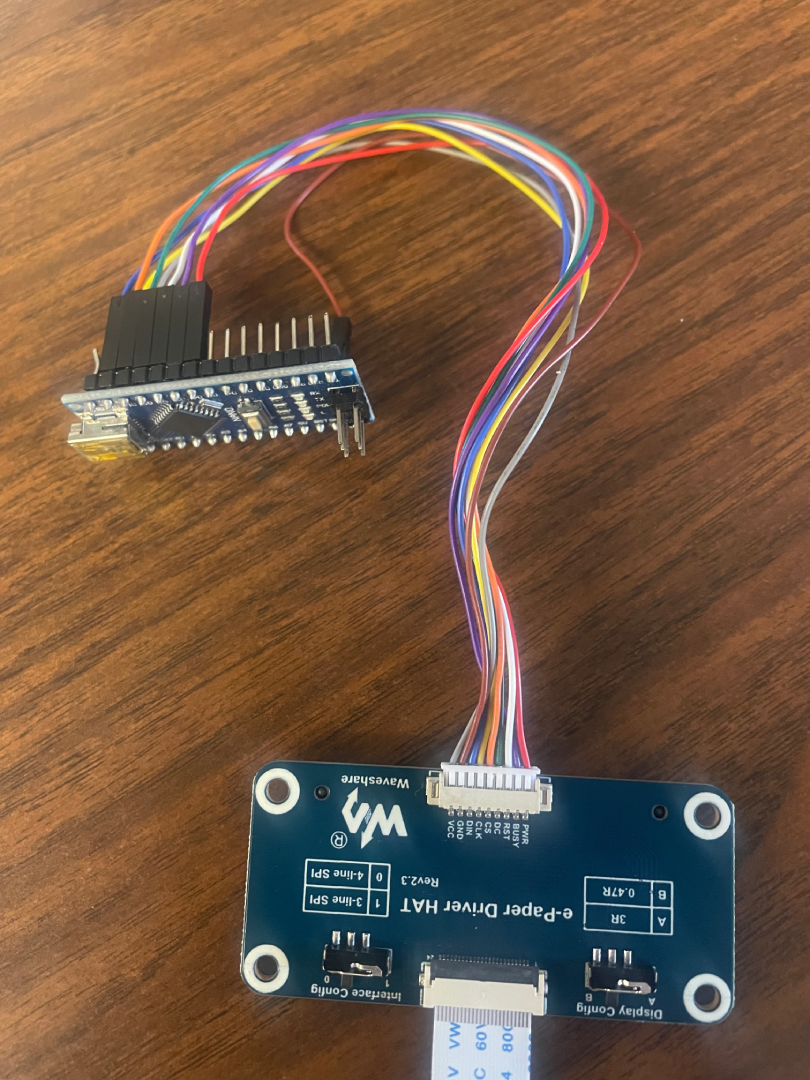 Waveshare
®
VCC
GND
DIN
CLK
CS
DC
RST
BUSY
PWR
0 4-line SPI
1 3-line SPI
Rev2.3
e-Paper Driver HAT
B 0.47R
A 3R
Interface Config
0 1
Display Config
B A